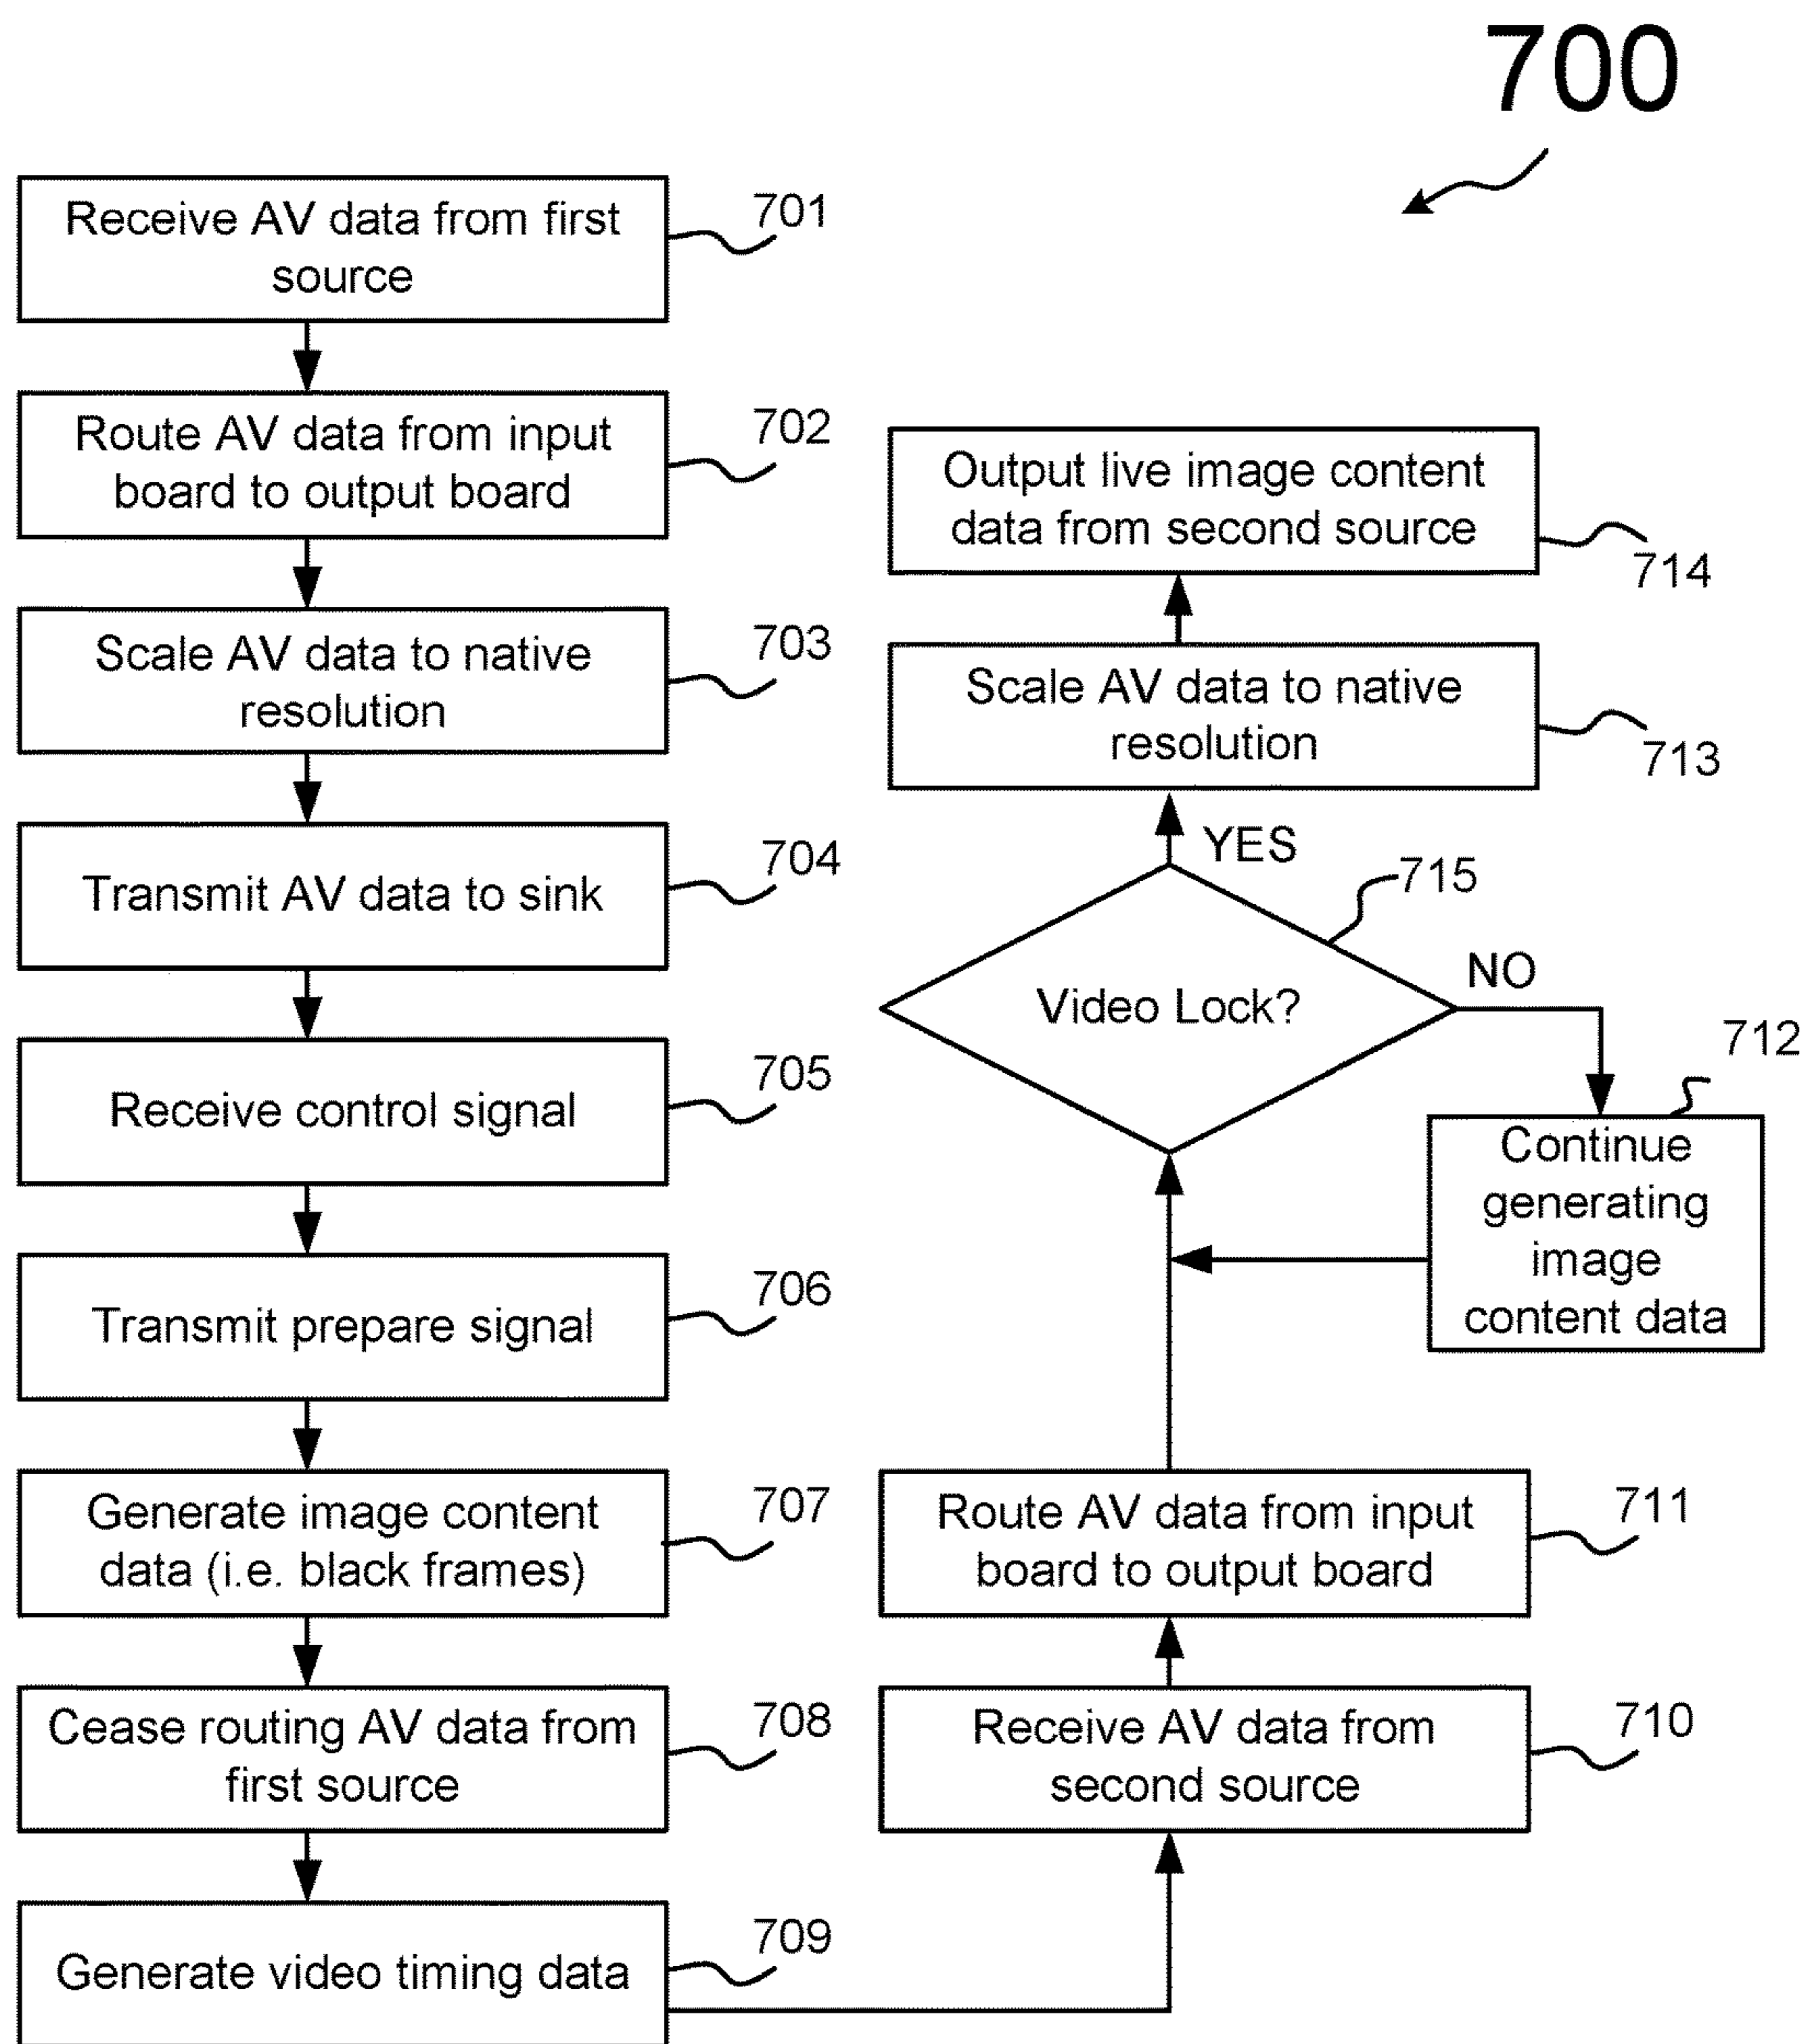 700
Receive AV data from first
source
701
Route AV data from input
board to output board
702
Scale AV data to native
resolution
703
Transmit AV data to sink
704
Receive control signal
705
Transmit prepare signal
706
Generate image content
data (i.e. black frames)
707
Cease routing AV data from
first source
708
Generate video timing data
709
Receive AV data from
second source
710
Route AV data from input
board to output board
711
Video Lock?
715
NO
712
Continue
generating
image
content data
YES
Scale AV data to native
resolution
713
Output live image content
data from second source
714